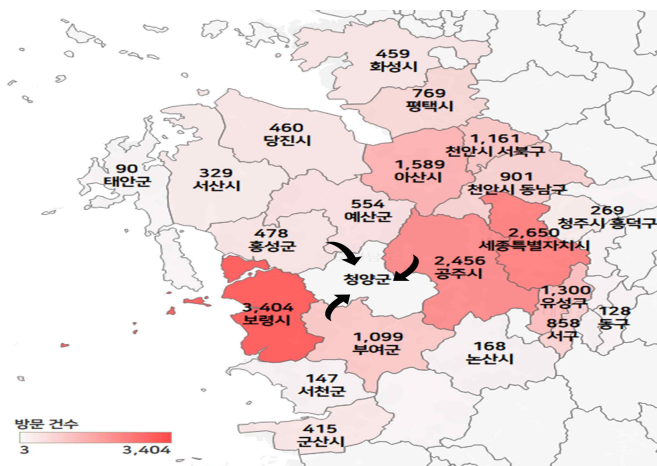 459
화성시
769
평택시
460
당진시
1,161
천안시 서북구
90
태안군
329
서산시
1,589
아산시
901
천안시 동남구
554
예산군
269
청주시 흥덕구
478
홍성군
2,650
세종특별자치시
2,456
공주시
청양군
3,404
보령시
1,300
유성구
128
동구
858
서구
1,099
부여군
168
논산시
147
서천군
415
군산시
방문 건수
3 3,404